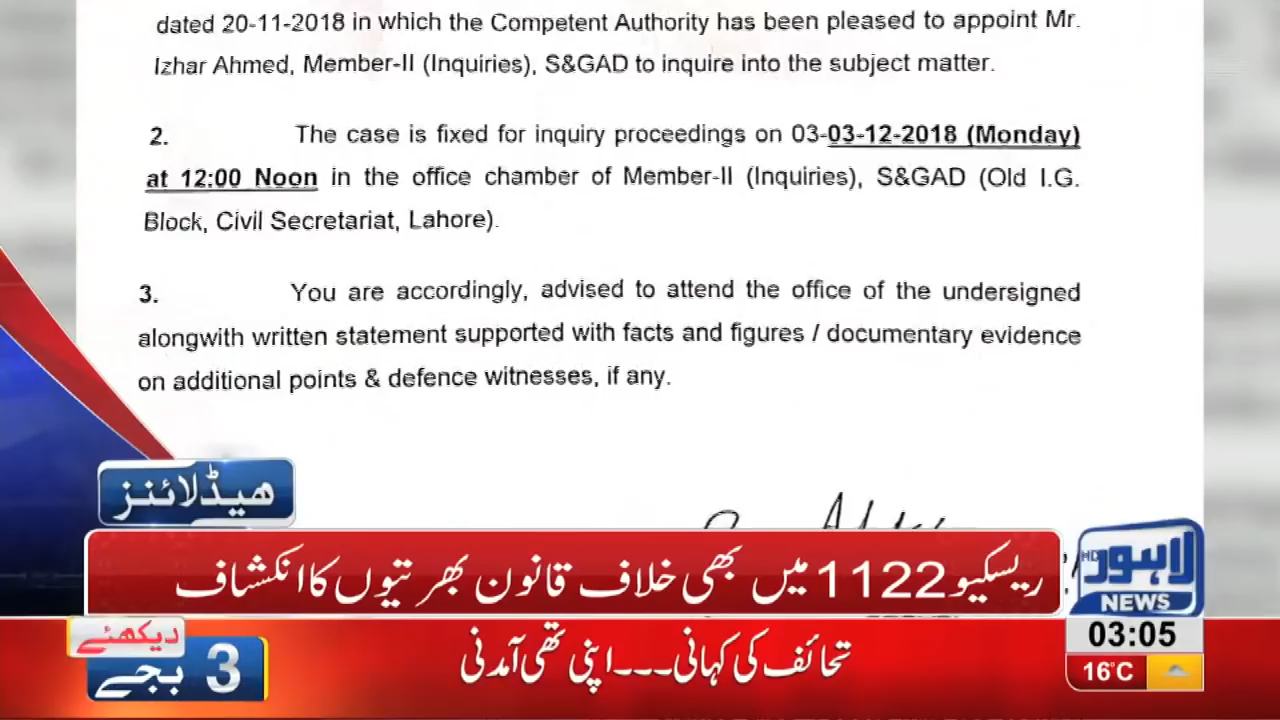 dated 20-11-2018 in which the Competent Authority has been pleased to appoint Mr.
Izhar Ahmed, Member-II (Inquiries), S&GAD to inquire into the subject matter.
2. The case is fixed for inquiry proceedings on 03-03-12-2018 (Monday)
at 12:00 Noon in the office chamber of Member-II (Inquiries), S&GAD (Old I.G.
Block, Civil Secretariat, Lahore).
3. You are accordingly, advised to attend the office of the undersigned
alongwith written statement supported with facts and figures / documentary evidence
on additional points & defence witnesses, if any.
ھیڈلائنز
ریسکیو 1122 میں بھی خلاف قانون بھرتیوں کا انکشاف
HD لاہور
NEWS
03:05
16°C
دیکھئے
3 بجے
تحائف کی کہانی۔۔۔اپنی تھی آمدنی